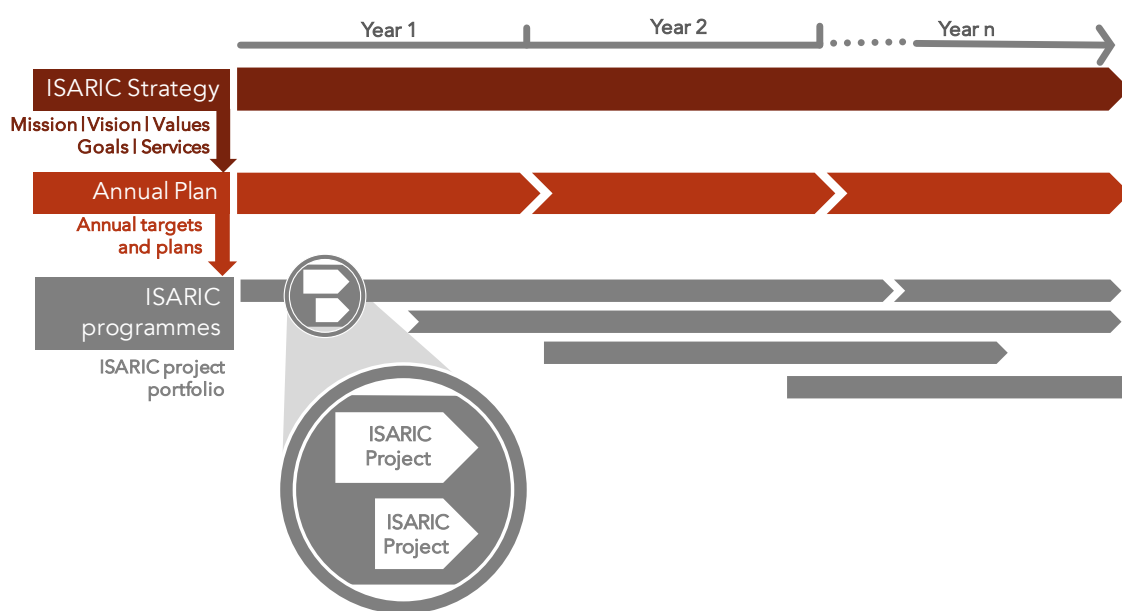 Year 1
Year 2
Year n
ISARIC Strategy
Mission | Vision | Values
Goals | Services
Annual Plan
Annual targets
and plans
ISARIC
programmes
ISARIC project
portfolio
ISARIC
Project
ISARIC
Project